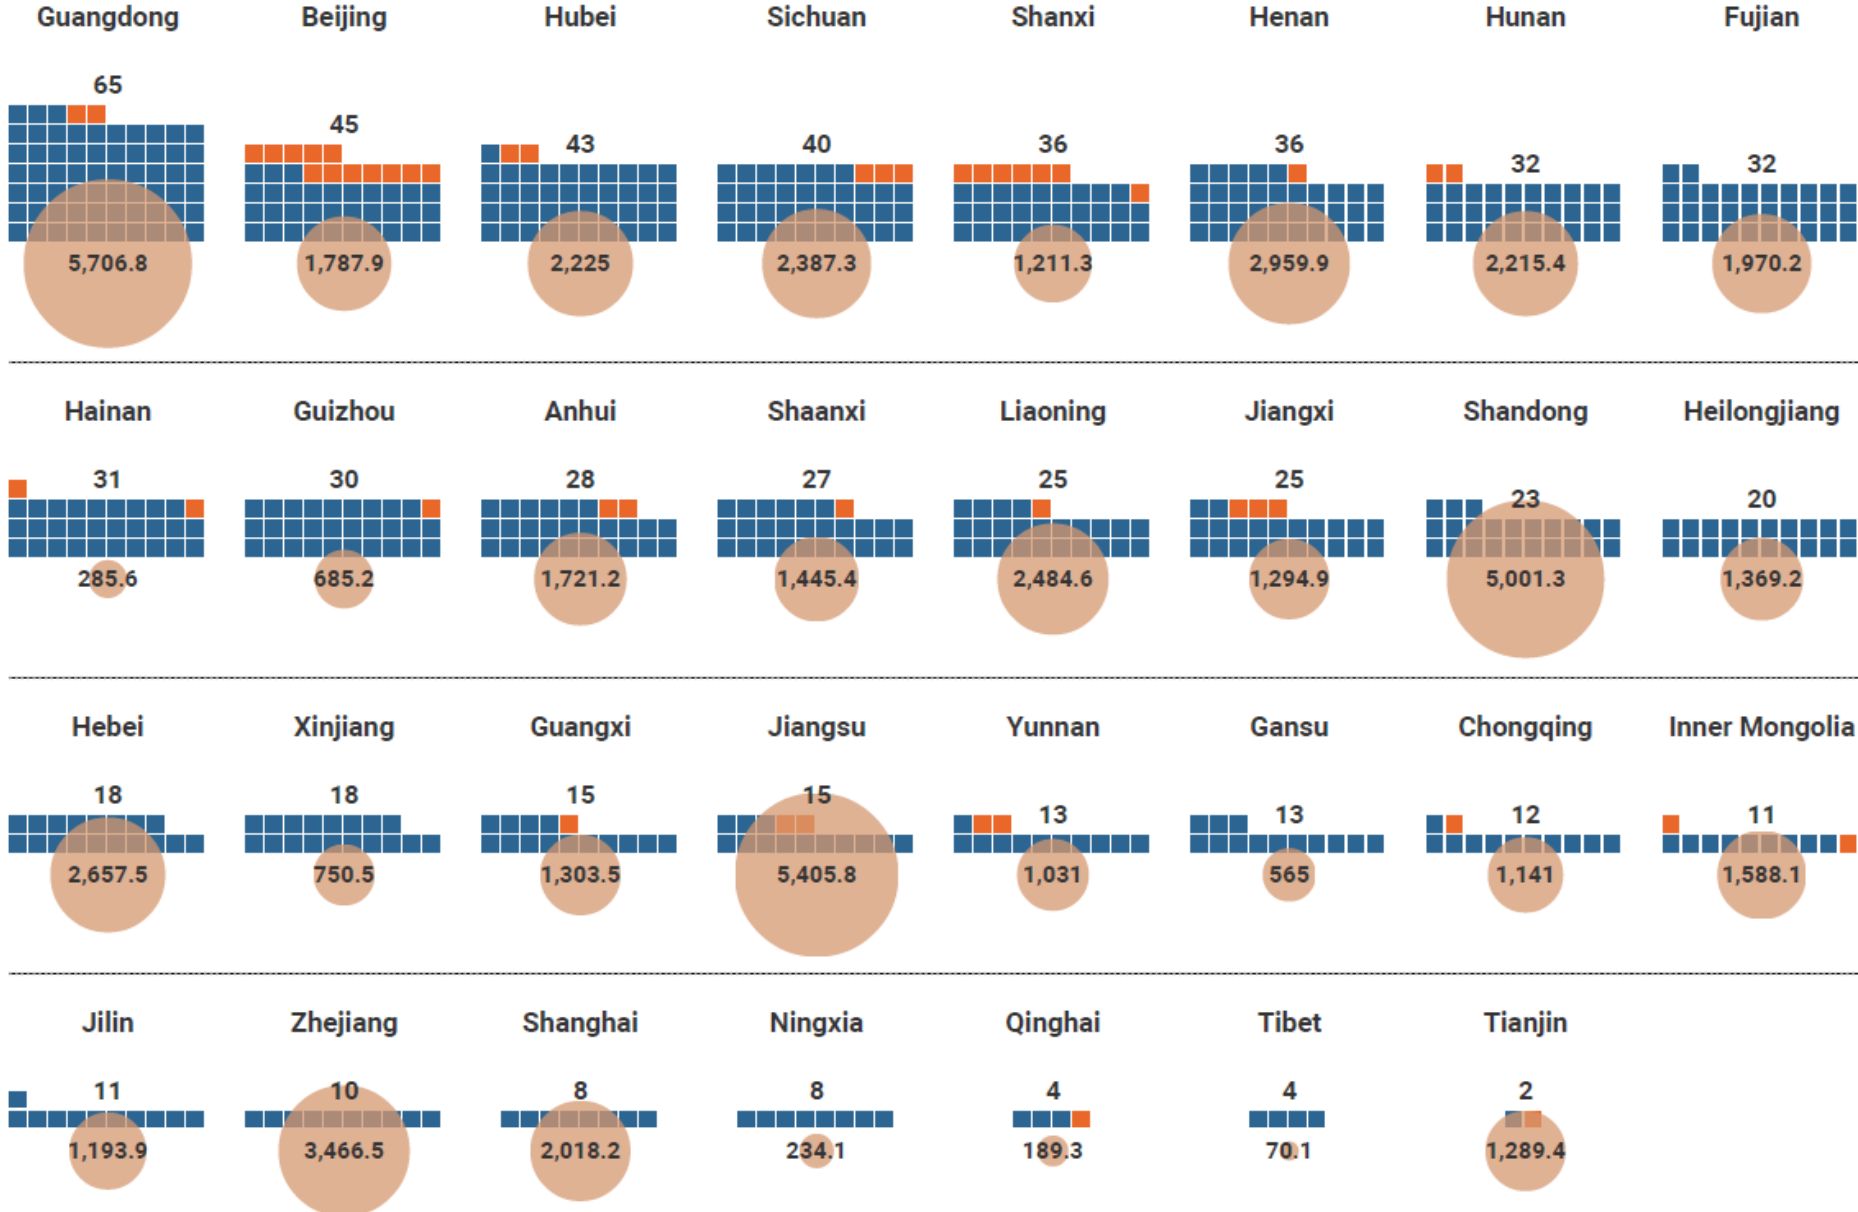 Guangdong Beijing Hubei Sichuan Shanxi Henan Hunan Fujian
65 45 43 40 36 36 32 32
5,706.8 1,787.9 2,225 2,387.3 1,211.3 2,959.9 2,215.4 1,970.2
Hainan Guizhou Anhui Shaanxi Liaoning Jiangxi Shandong Heilongjiang
31 30 28 27 25 25 23 20
285.6 685.2 1,721.2 1,445.4 2,484.6 1,294.9 5,001.3 1,369.2
Hebei Xinjiang Guangxi Jiangsu Yunnan Gansu Chongqing Inner Mongolia
18 18 15 15 13 13 12 11
2,657.5 750.5 1,303.5 5,405.8 1,031 565 1,141 1,588.1
Jilin Zhejiang Shanghai Ningxia Qinghai Tibet Tianjin
11 10 8 8 4 4 2
1,193.9 3,466.5 2,018.2 234.1 189.3 70.1 1,289.4